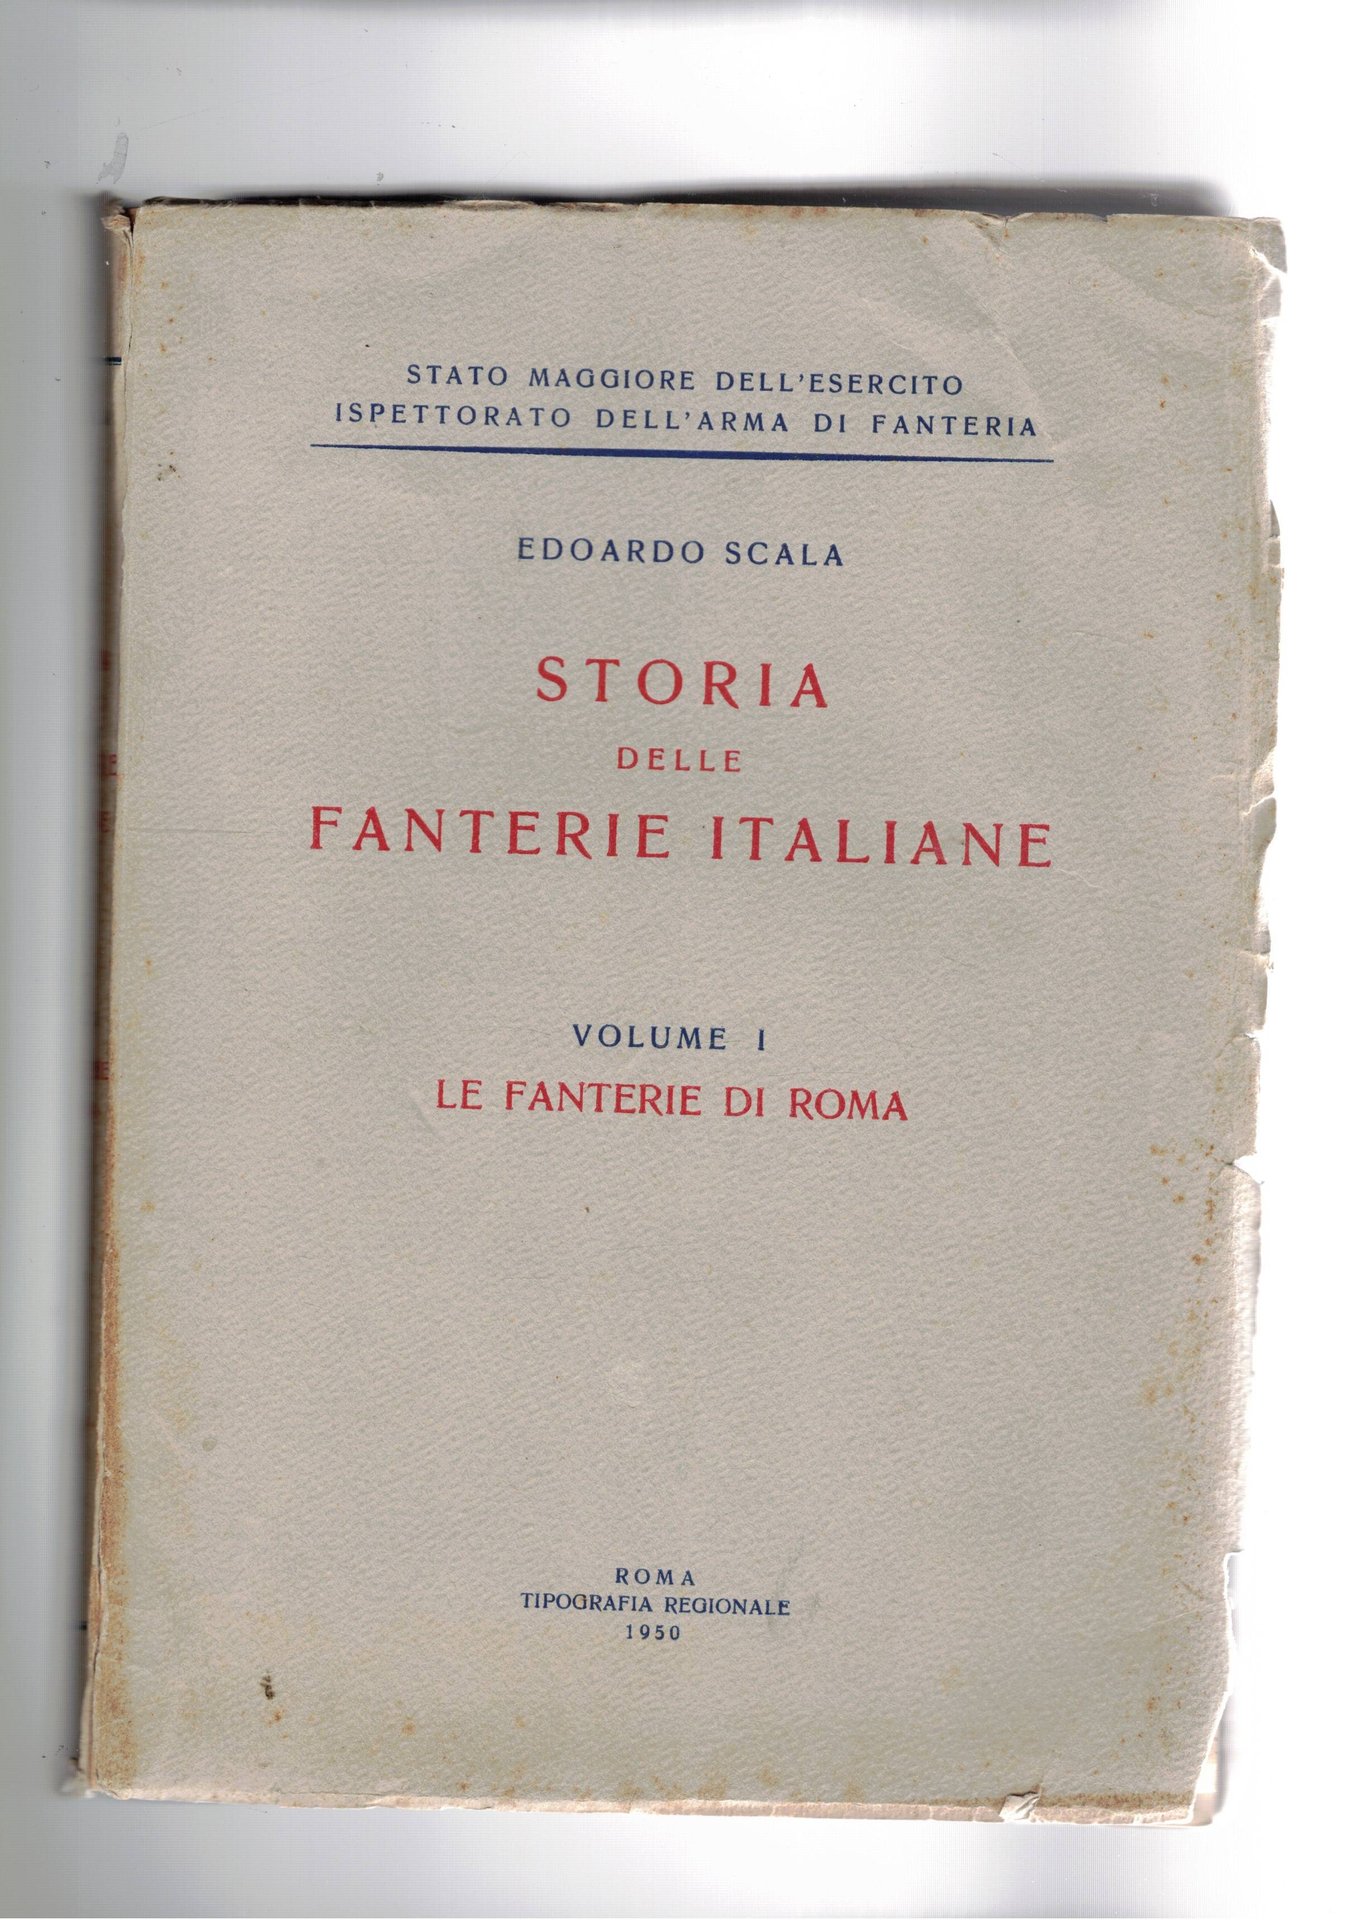 STATO MAGGIORE DELL'ESERCITO
ISPETTORATO DELL'ARMA DI FANTERIA
EDOARDO SCALA
STORIA
DELLE
FANTERIE ITALIANE
VOLUME I
LE FANTERIE DI ROMA
ROMA
TIPOGRAFIA REGIONALE
1950